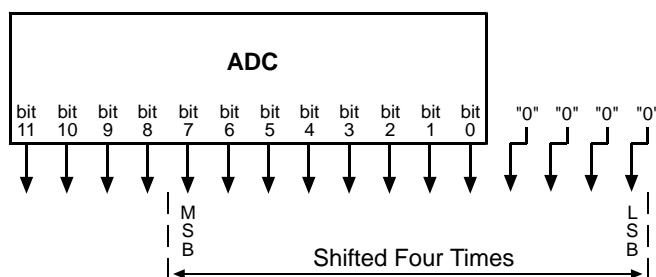 ADC
bit bit bit bit bit bit bit bit bit bit bit bit "0" "0" "0" "0"
11 10 9 8 7 6 5 4 3 2 1 0
M L
S S
B B
Shifted Four Times